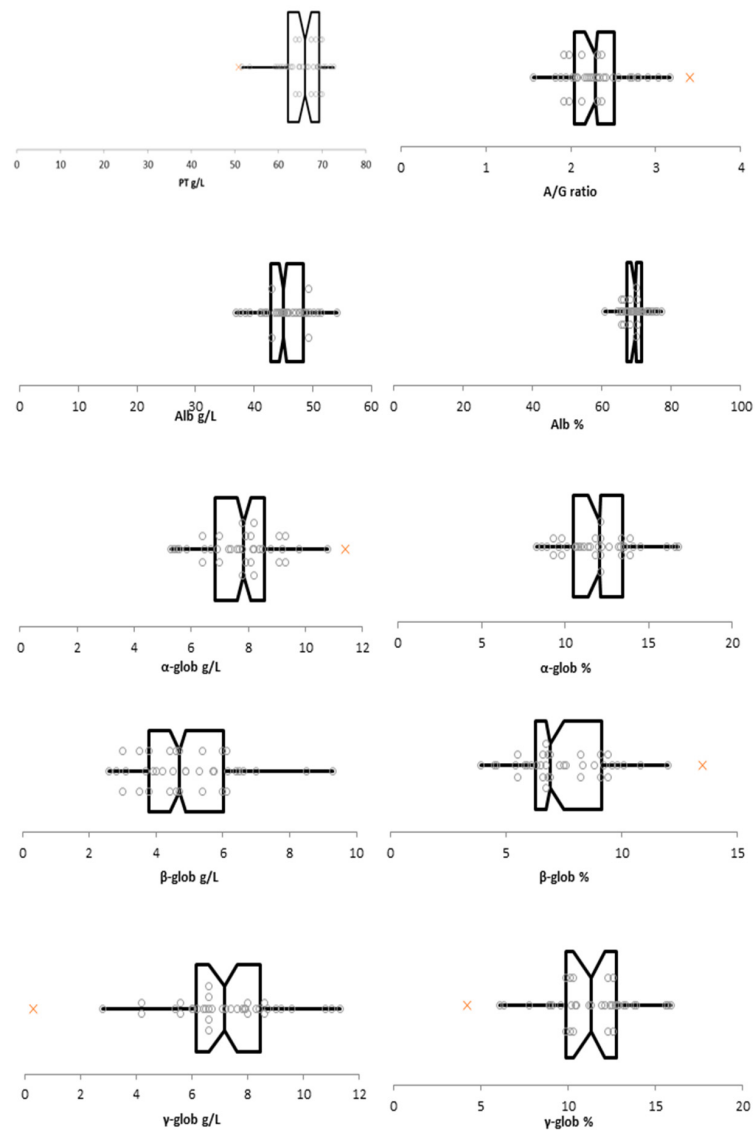 0 10 20 30 40 50 60 70 80
PT g/L
0 1 2 3 4
A/G ratio
0 10 20 30 40 50 60
Alb g/L
0 20 40 60 80 100
Alb %
0 2 4 6 8 10 12
α-glob g/L
0 5 10 15 20
α-glob %
0 2 4 6 8 10
β-glob g/L
0 5 10 15
β-glob %
0 2 4 6 8 10 12
γ-glob g/L
0 5 10 15 20
γ-glob %